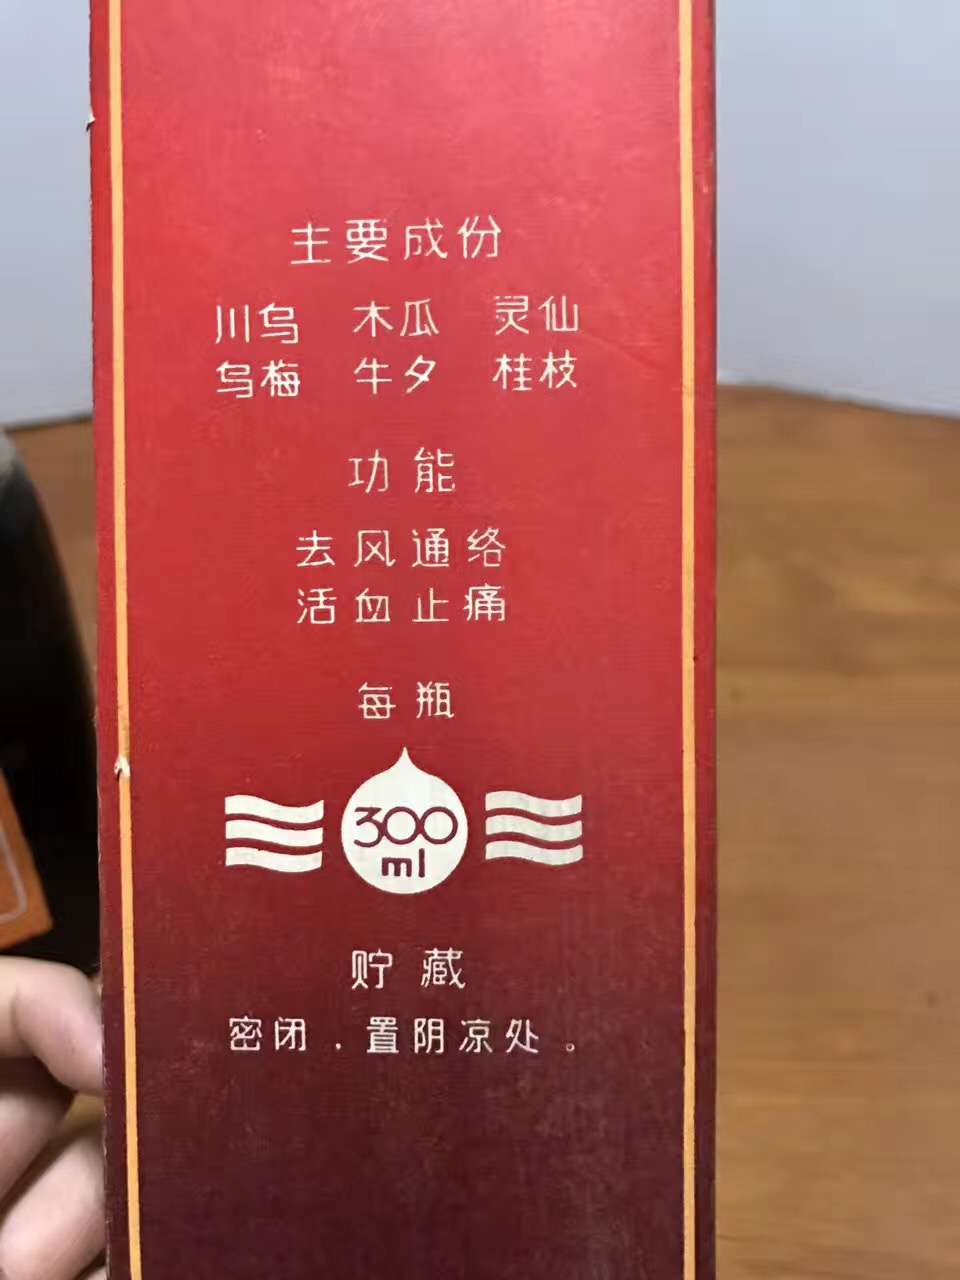 主要成份
川乌 木瓜 灵仙
乌梅 牛夕 桂枝
功能
去风通络
活血止痛
每瓶
300
ml
贮藏
密闭．置阴凉处。